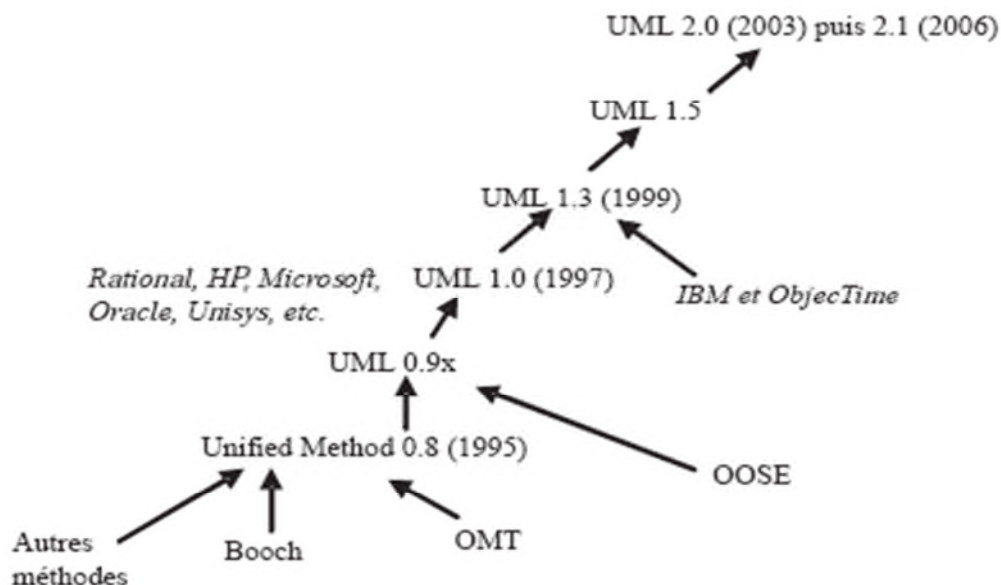 UML 2.0 (2003) puis 2.1 (2006)
UML 1.5
UML 1.3 (1999)
Rational, HP, Microsoft,
Oracle, Unisys, etc.
UML 1.0 (1997)
IBM et ObjecTime
UML 0.9x
Unified Method 0.8 (1995)
OOSE
Autres
méthodes
Booch
OMT